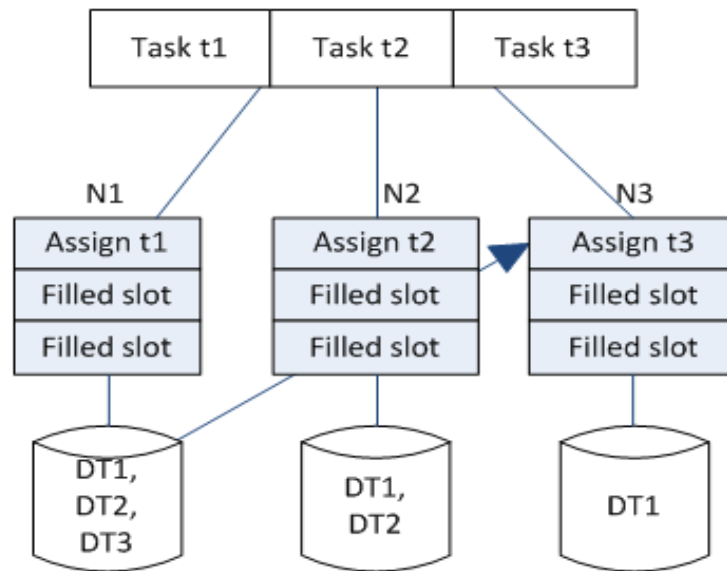 Task t1 Task t2 Task t3
N1 N2 N3
Assign t1 Assign t2 Assign t3
Filled slot Filled slot Filled slot
Filled slot Filled slot Filled slot
DT1,
DT2,
DT3
DT1,
DT2
DT1